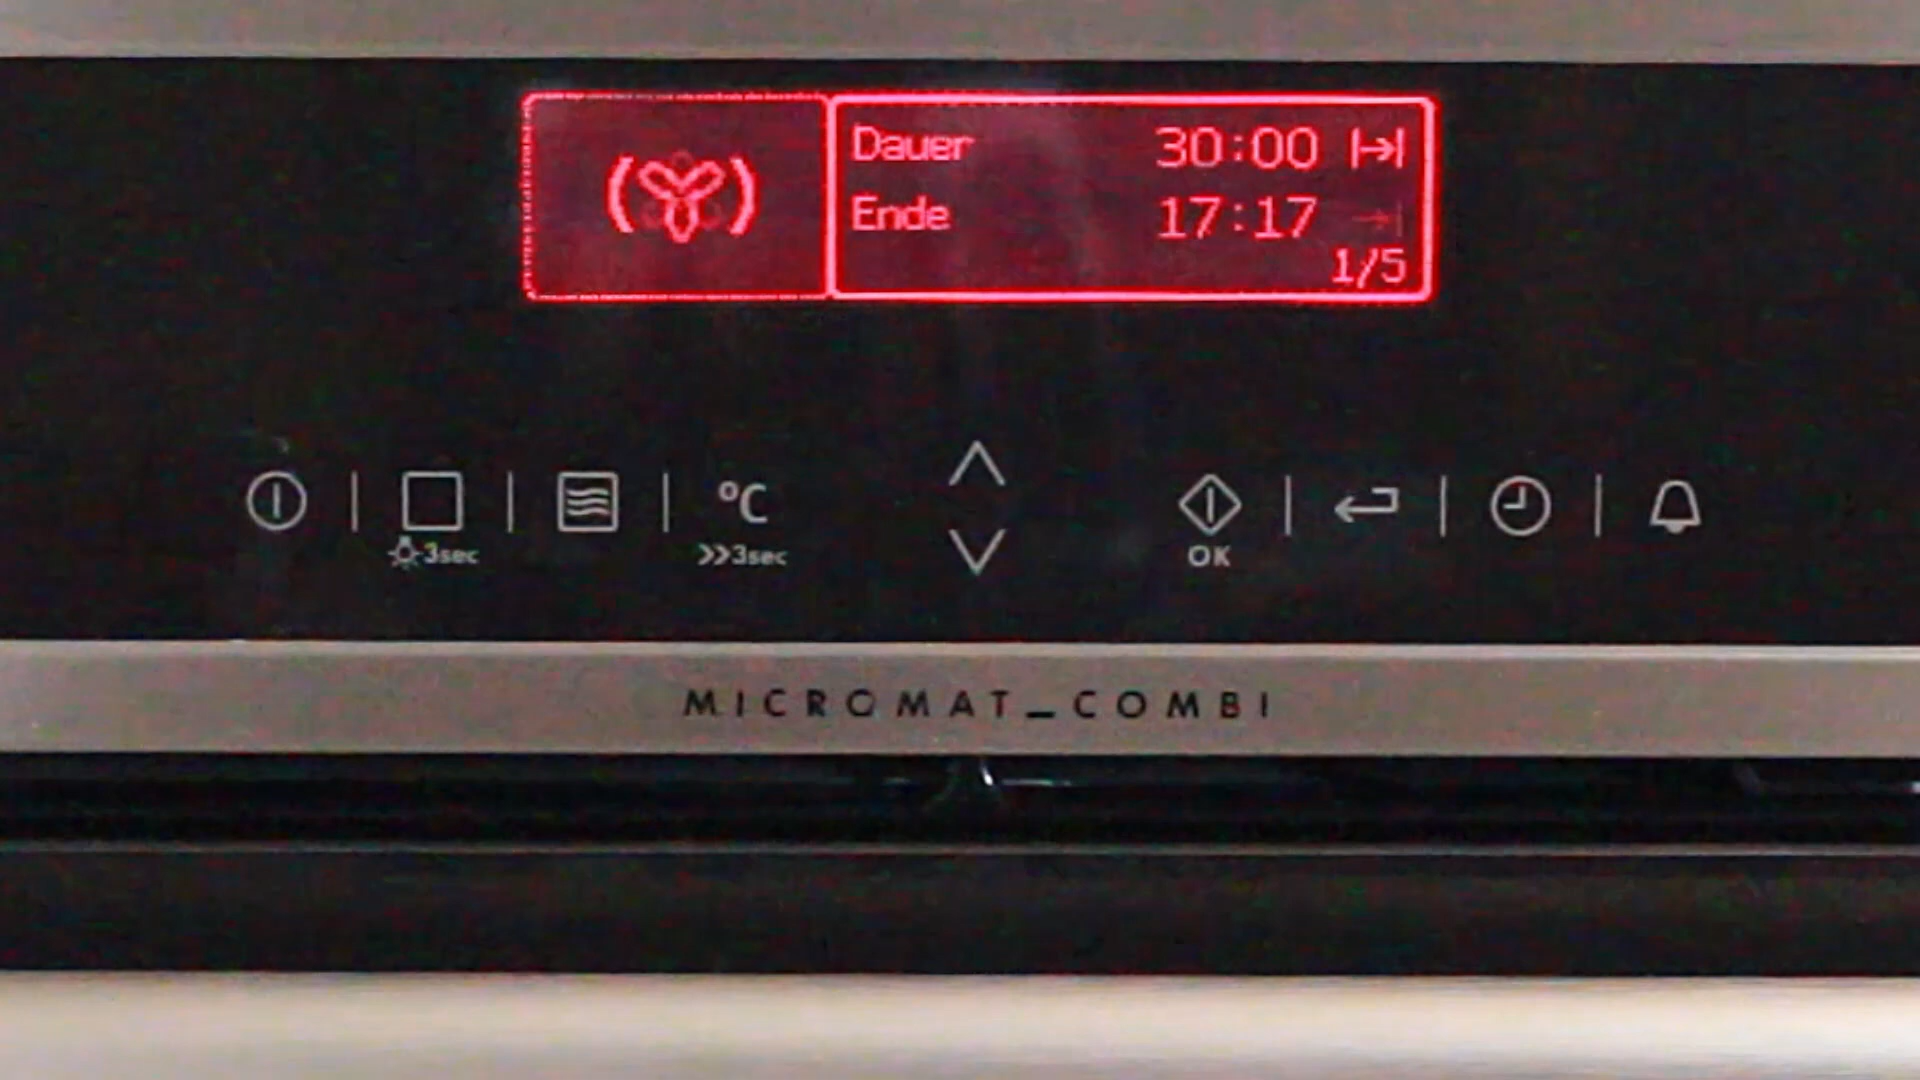 Dauer 30:00
Ende 17:17
1/5
°C
3sec
>>3sec
OK
MICROMAT_COMBI